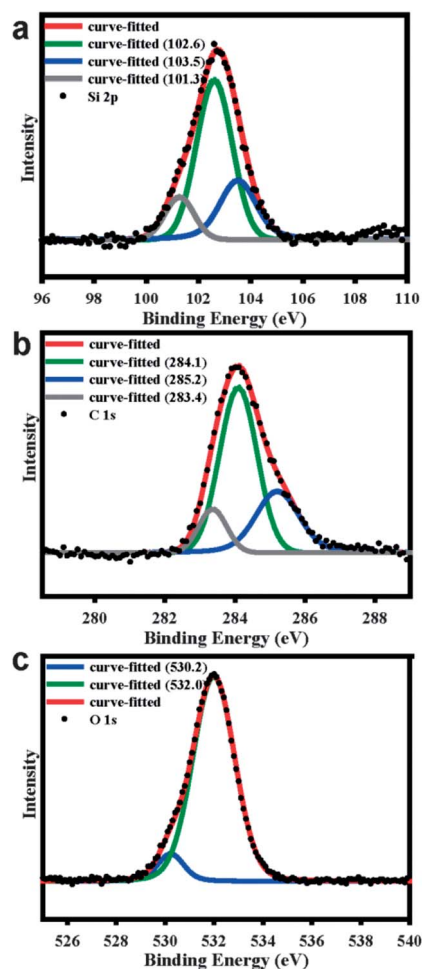 a
curve-fitted
curve-fitted (102.6)
curve-fitted (103.5)
curve-fitted (101.3)
Si 2p
Intensity
96 98 100 102 104 106 108 110
Binding Energy (eV)
b
curve-fitted
curve-fitted (284.1)
curve-fitted (285.2)
curve-fitted (283.4)
C 1s
Intensity
280 282 284 286 288
Binding Energy (eV)
c
curve-fitted (530.2)
curve-fitted (532.0)
curve-fitted
O 1s
Intensity
526 528 530 532 534 536 538 540
Binding Energy (eV)